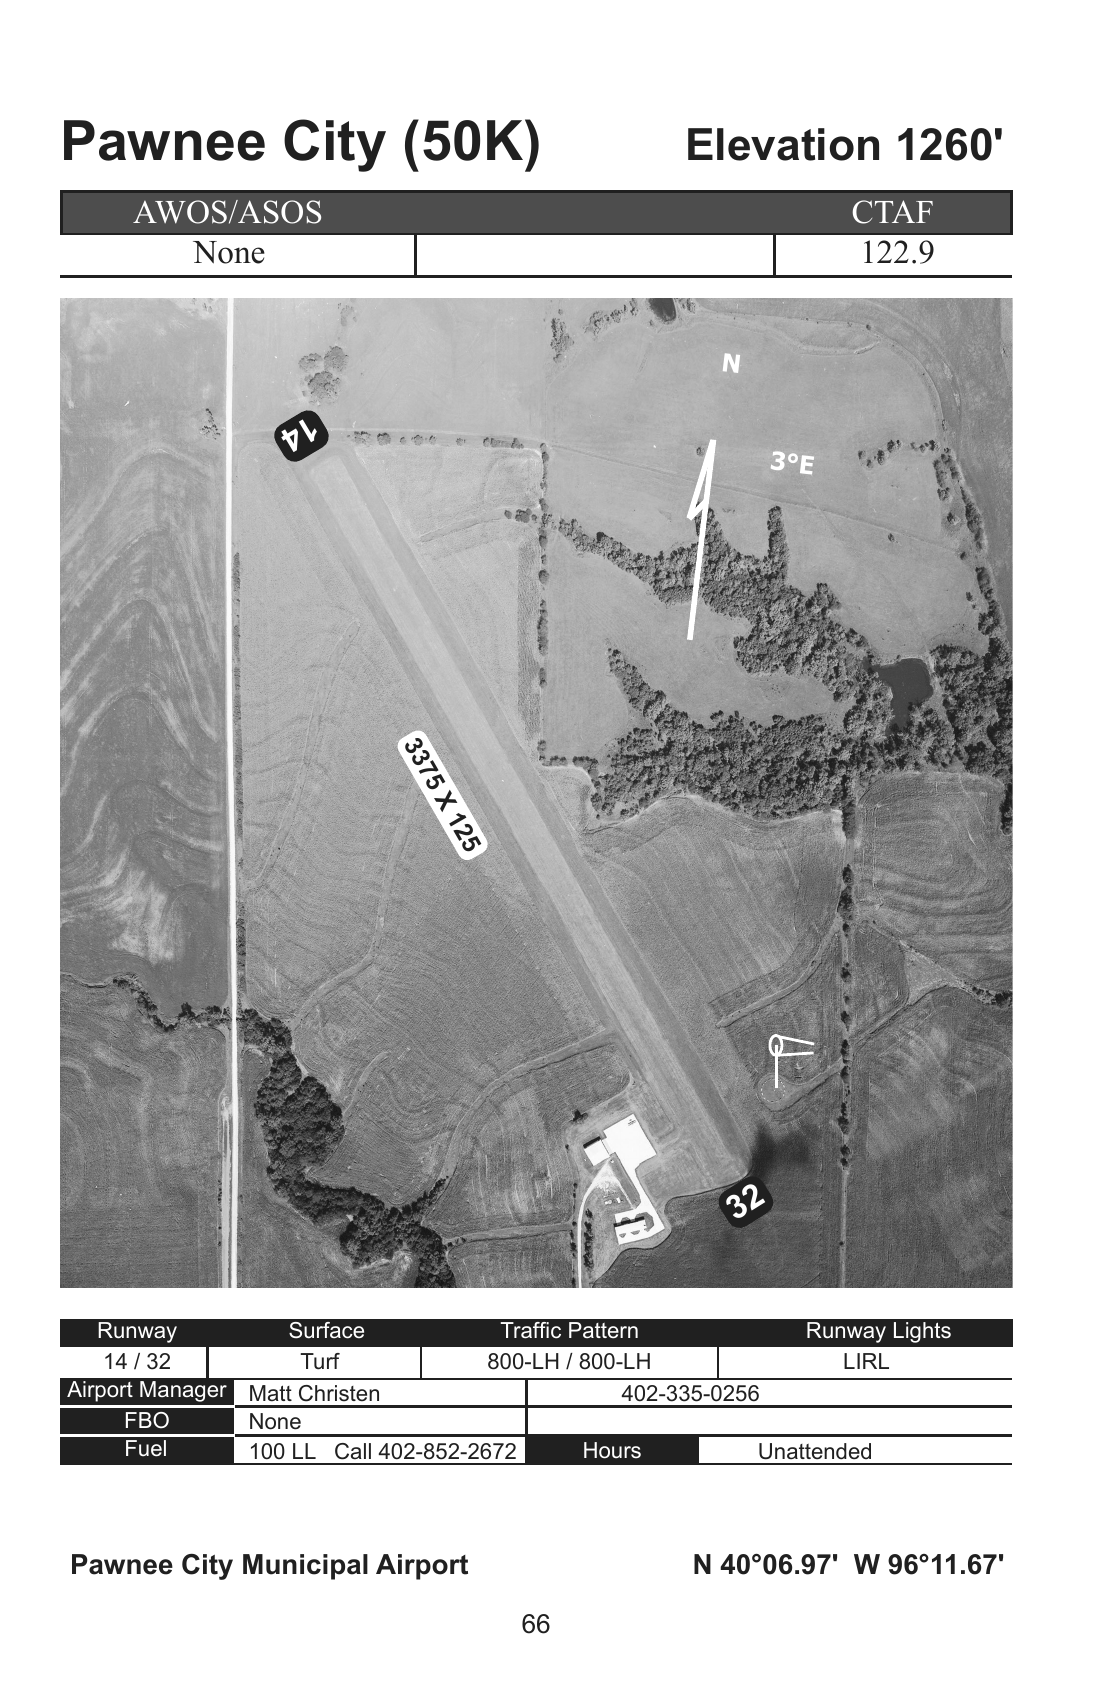 Pawnee City (50K) Elevation 1260'
AWOS/ASOS CTAF
None 122.9
N
14
3°E
3375 X 125
32
Runway Surface Traffic Pattern Runway Lights
14 / 32 Turf 800-LH / 800-LH LIRL
Airport Manager Matt Christen 402-335-0256
FBO None
Fuel 100 LL Call 402-852-2672 Hours Unattended
Pawnee City Municipal Airport N 40°06.97' W 96°11.67'
66